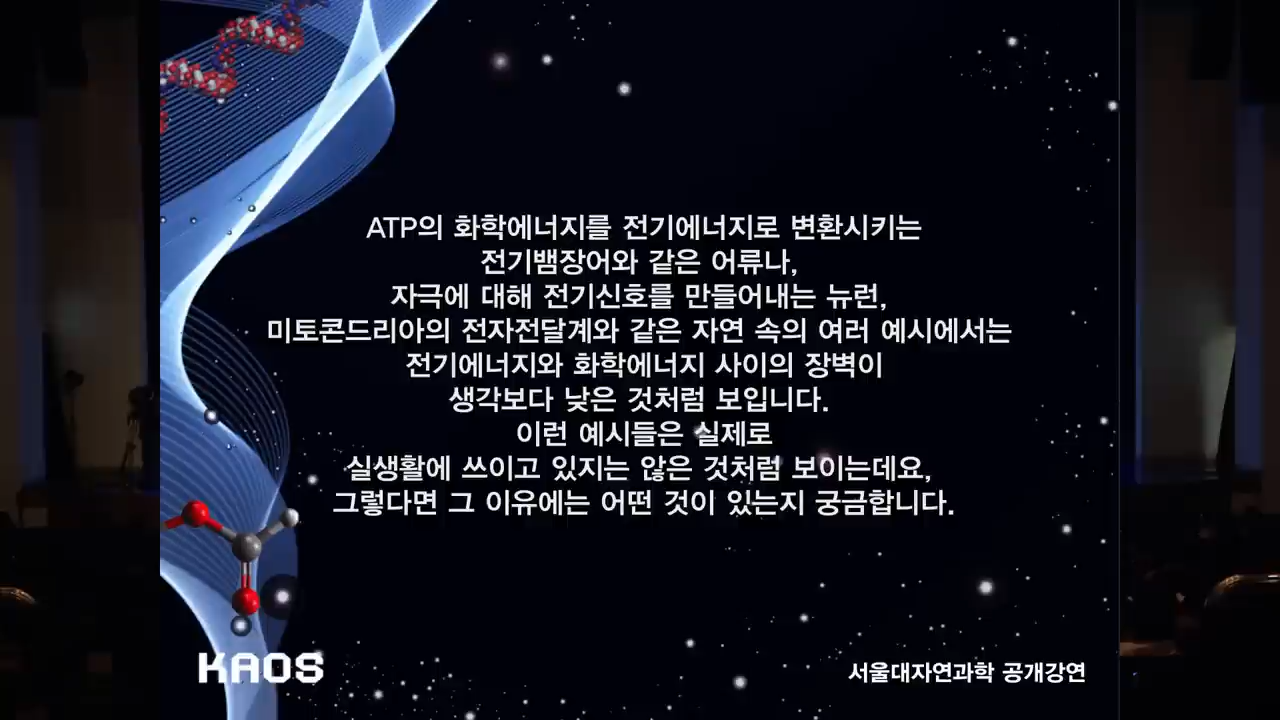 ATP의 화학에너지를 전기에너지로 변환시키는
전기뱀장어와 같은 어류나,
자극에 대해 전기신호를 만들어내는 뉴런,
미토콘드리아의 전자전달계와 같은 자연 속의 여러 예시에서는
전기에너지와 화학에너지 사이의 장벽이
생각보다 낮은 것처럼 보입니다.
이런 예시들은 실제로
실생활에 쓰이고 있지는 않은 것처럼 보이는데요,
그렇다면 그 이유에는 어떤 것이 있는지 궁금합니다.
KAOS
서울대자연과학 공개강연